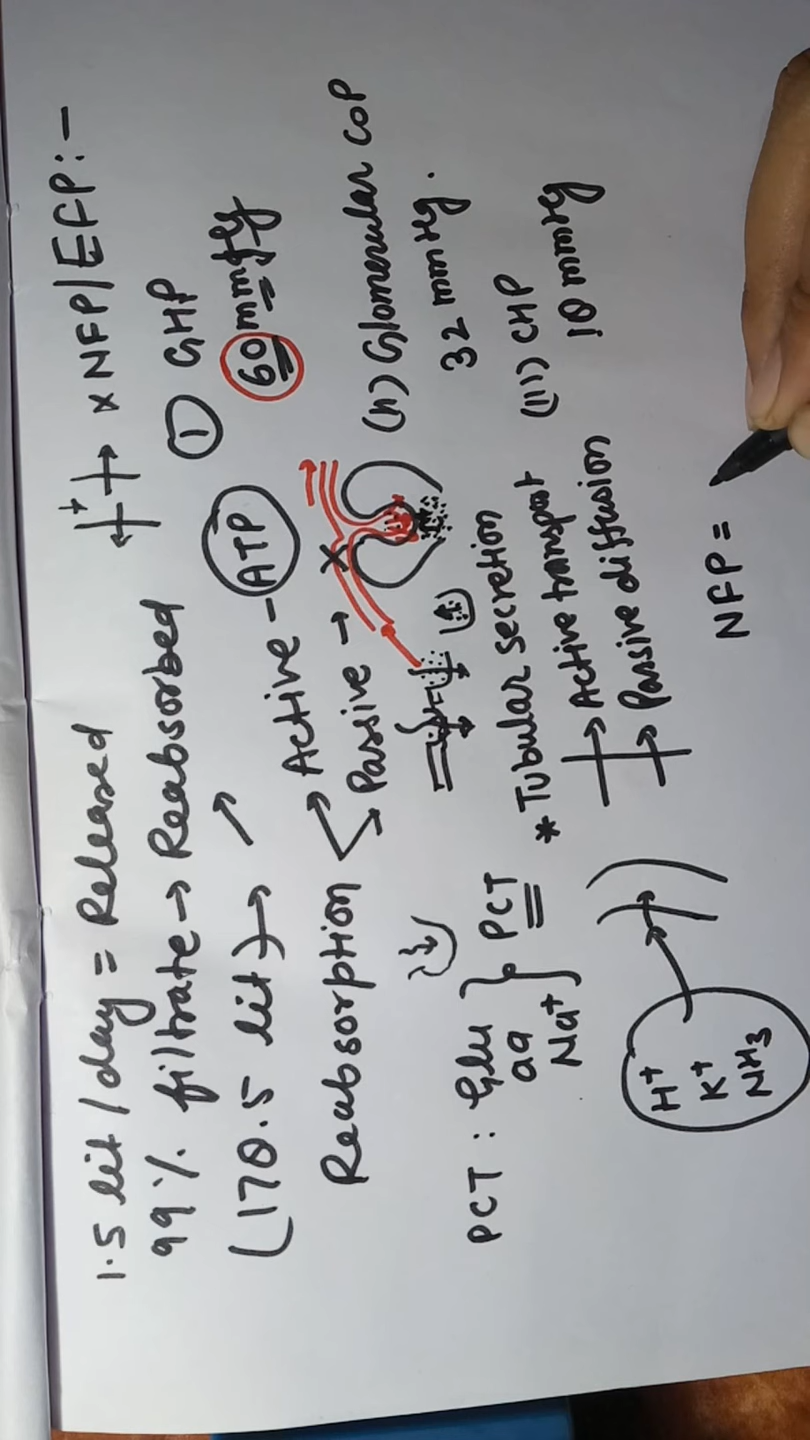 1.5 lit/day = Released
99% filtrate → Reabsorbed
(170.5 lit)
Reabsorption
Active - ATP
Passive →
PCT : Glu
aa
Na+
PCT
* Tubular secretion
Active transport
Passive diffusion
H+
K+
NH3
x NFP/EFP:-
① GHP
60 mmHg
(ii) Glomerular COP
32 mmHg.
(iii) CHP
10 mmHg
NFP =